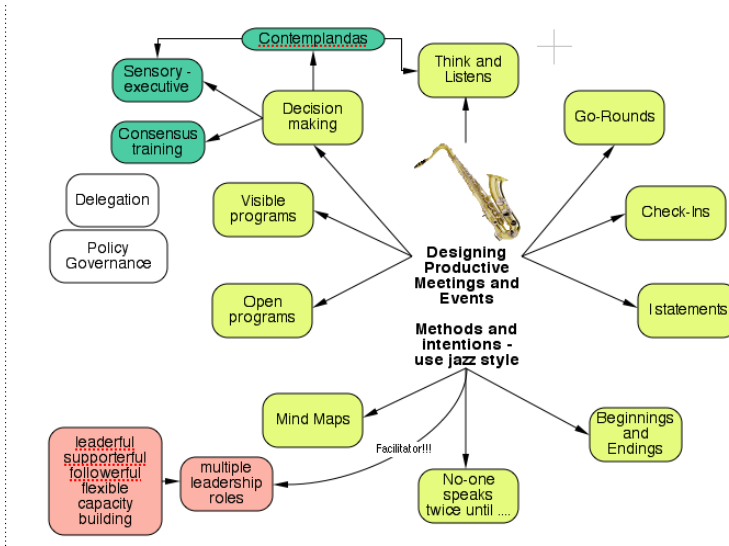 Contemplandas
Sensory -
executive
Think and
Listens
Decision
making
Go-Rounds
Consensus
training
Delegation
Visible
programs
Check-Ins
Policy
Governance
Designing
Productive
Meetings and
Events
Open
programs
I statements
Methods and
intentions -
use jazz style
Mind Maps
Beginnings
and
Endings
Facilitator!!!
leaderful
supporterful
followerful
flexible
capacity
building
multiple
leadership
roles
No-one
speaks
twice until ....